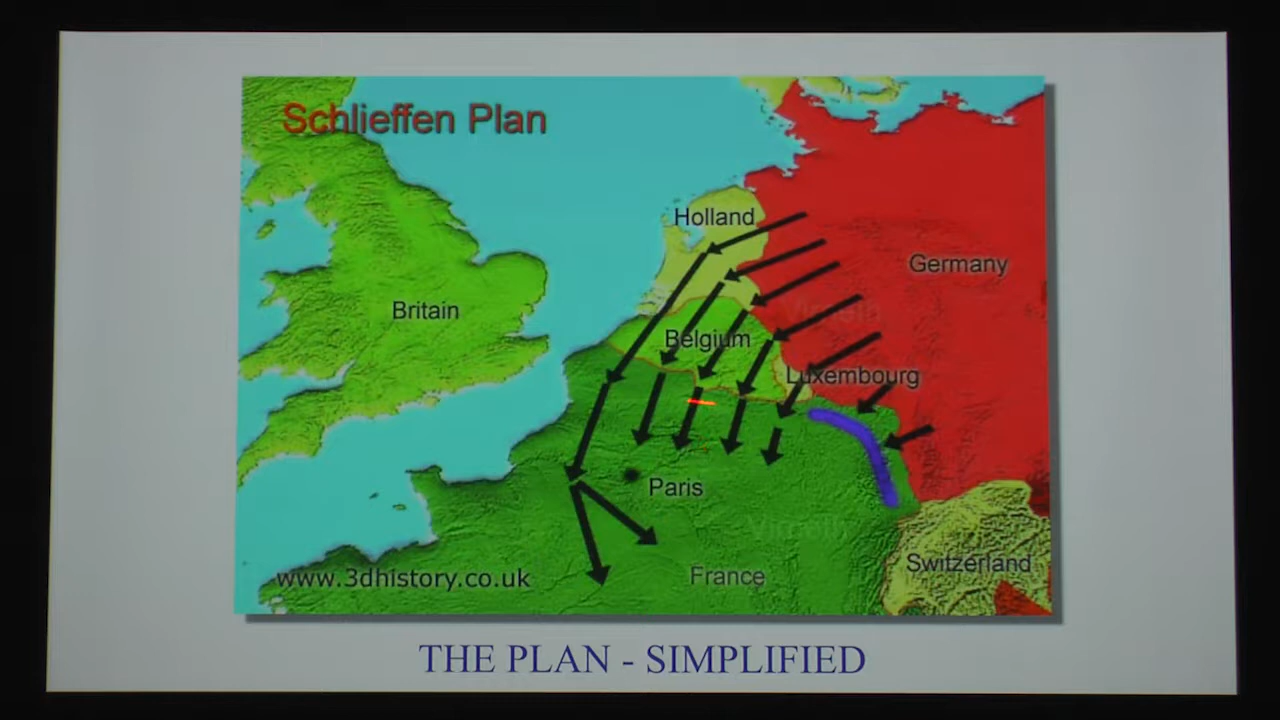 Schlieffen Plan
Holland
Germany
Britain
Belgium
Luxembourg
Paris
Switzerland
www.3dhistory.co.uk
France
THE PLAN - SIMPLIFIED